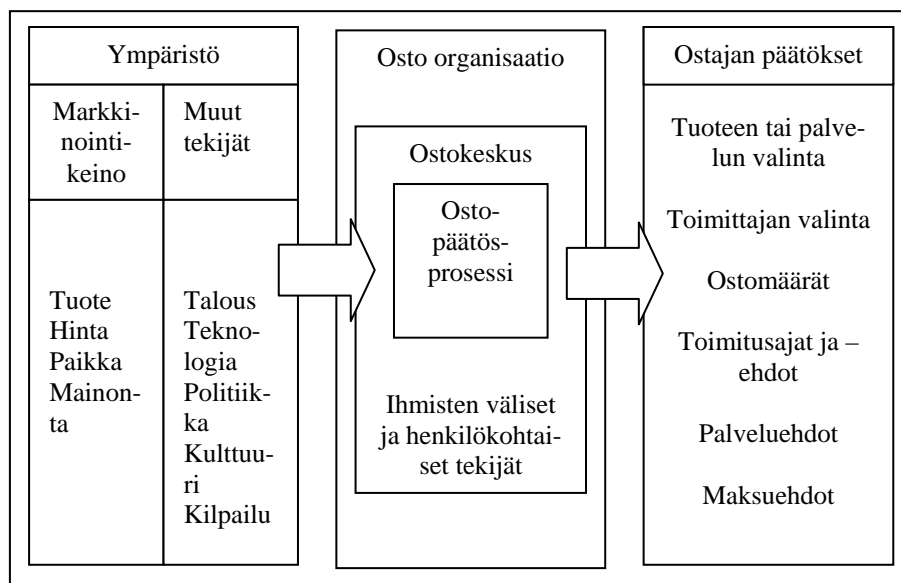 Ympäristö
Markki-
nointi-
keino
Muut
tekijät
Tuote
Hinta
Paikka
Mainon-
ta
Talous
Tekno-
logia
Politiik-
ka
Kulttuu-
ri
Kilpailu
Osto organisaatio
Ostokeskus
Osto-
päätös-
prosessi
Ihmisten väliset
ja henkilökohtai-
set tekijät
Ostajan päätökset
Tuoteen tai palve-
lun valinta
Toimittajan valinta
Ostomäärät
Toimitusajat ja –
ehdot
Palveluehdot
Maksuehdot